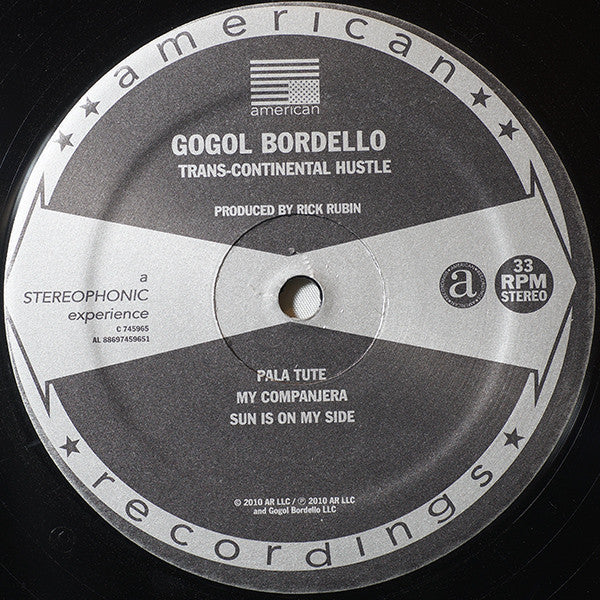 american
american
GOGOL BORDELLO
TRANS-CONTINENTAL HUSTLE
PRODUCED BY RICK RUBIN
a
STEREOPHONIC
experience
C 745965
AL 88697459651
a
33
RPM
STEREO
PALA TUTE
MY COMPANJERA
SUN IS ON MY SIDE
© 2010 AR LLC / ℗ 2010 AR LLC
and Gogol Bordello LLC
recordings